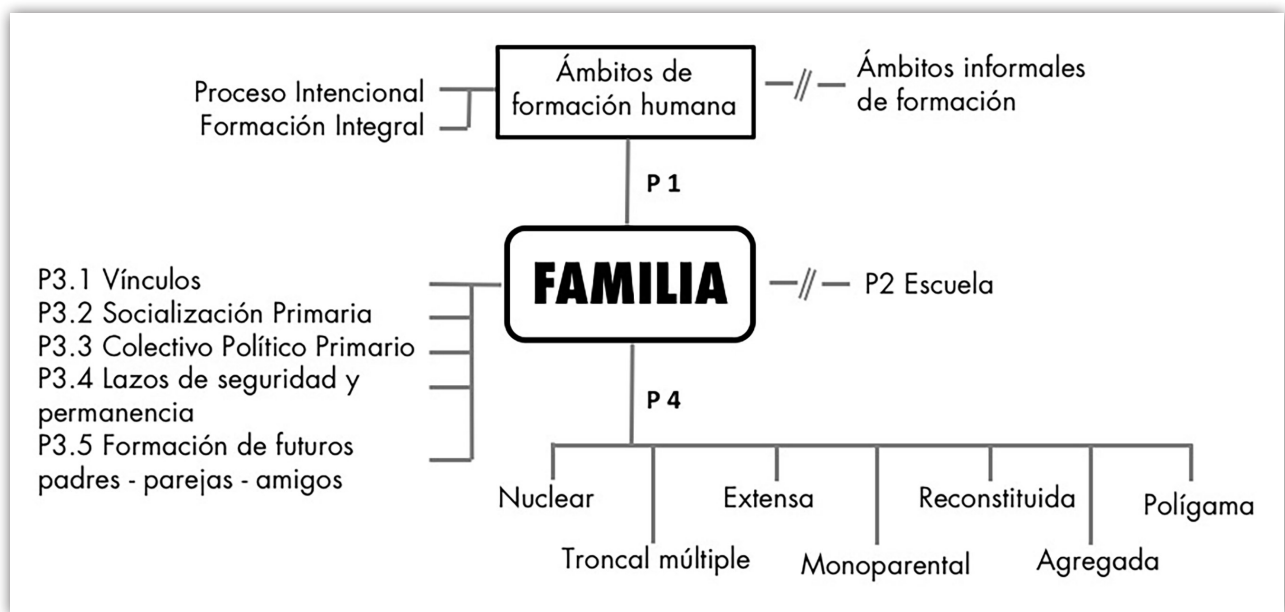 Proceso Intencional
Formación Integral
Ámbitos de
formación humana
Ámbitos informales
de formación
P 1
FAMILIA
P2 Escuela
P3.1 Vínculos
P3.2 Socialización Primaria
P3.3 Colectivo Político Primario
P3.4 Lazos de seguridad y
permanencia
P3.5 Formación de futuros
padres - parejas - amigos
P 4
Nuclear
Troncal múltiple
Extensa
Monoparental
Reconstituida
Agregada
Polígama